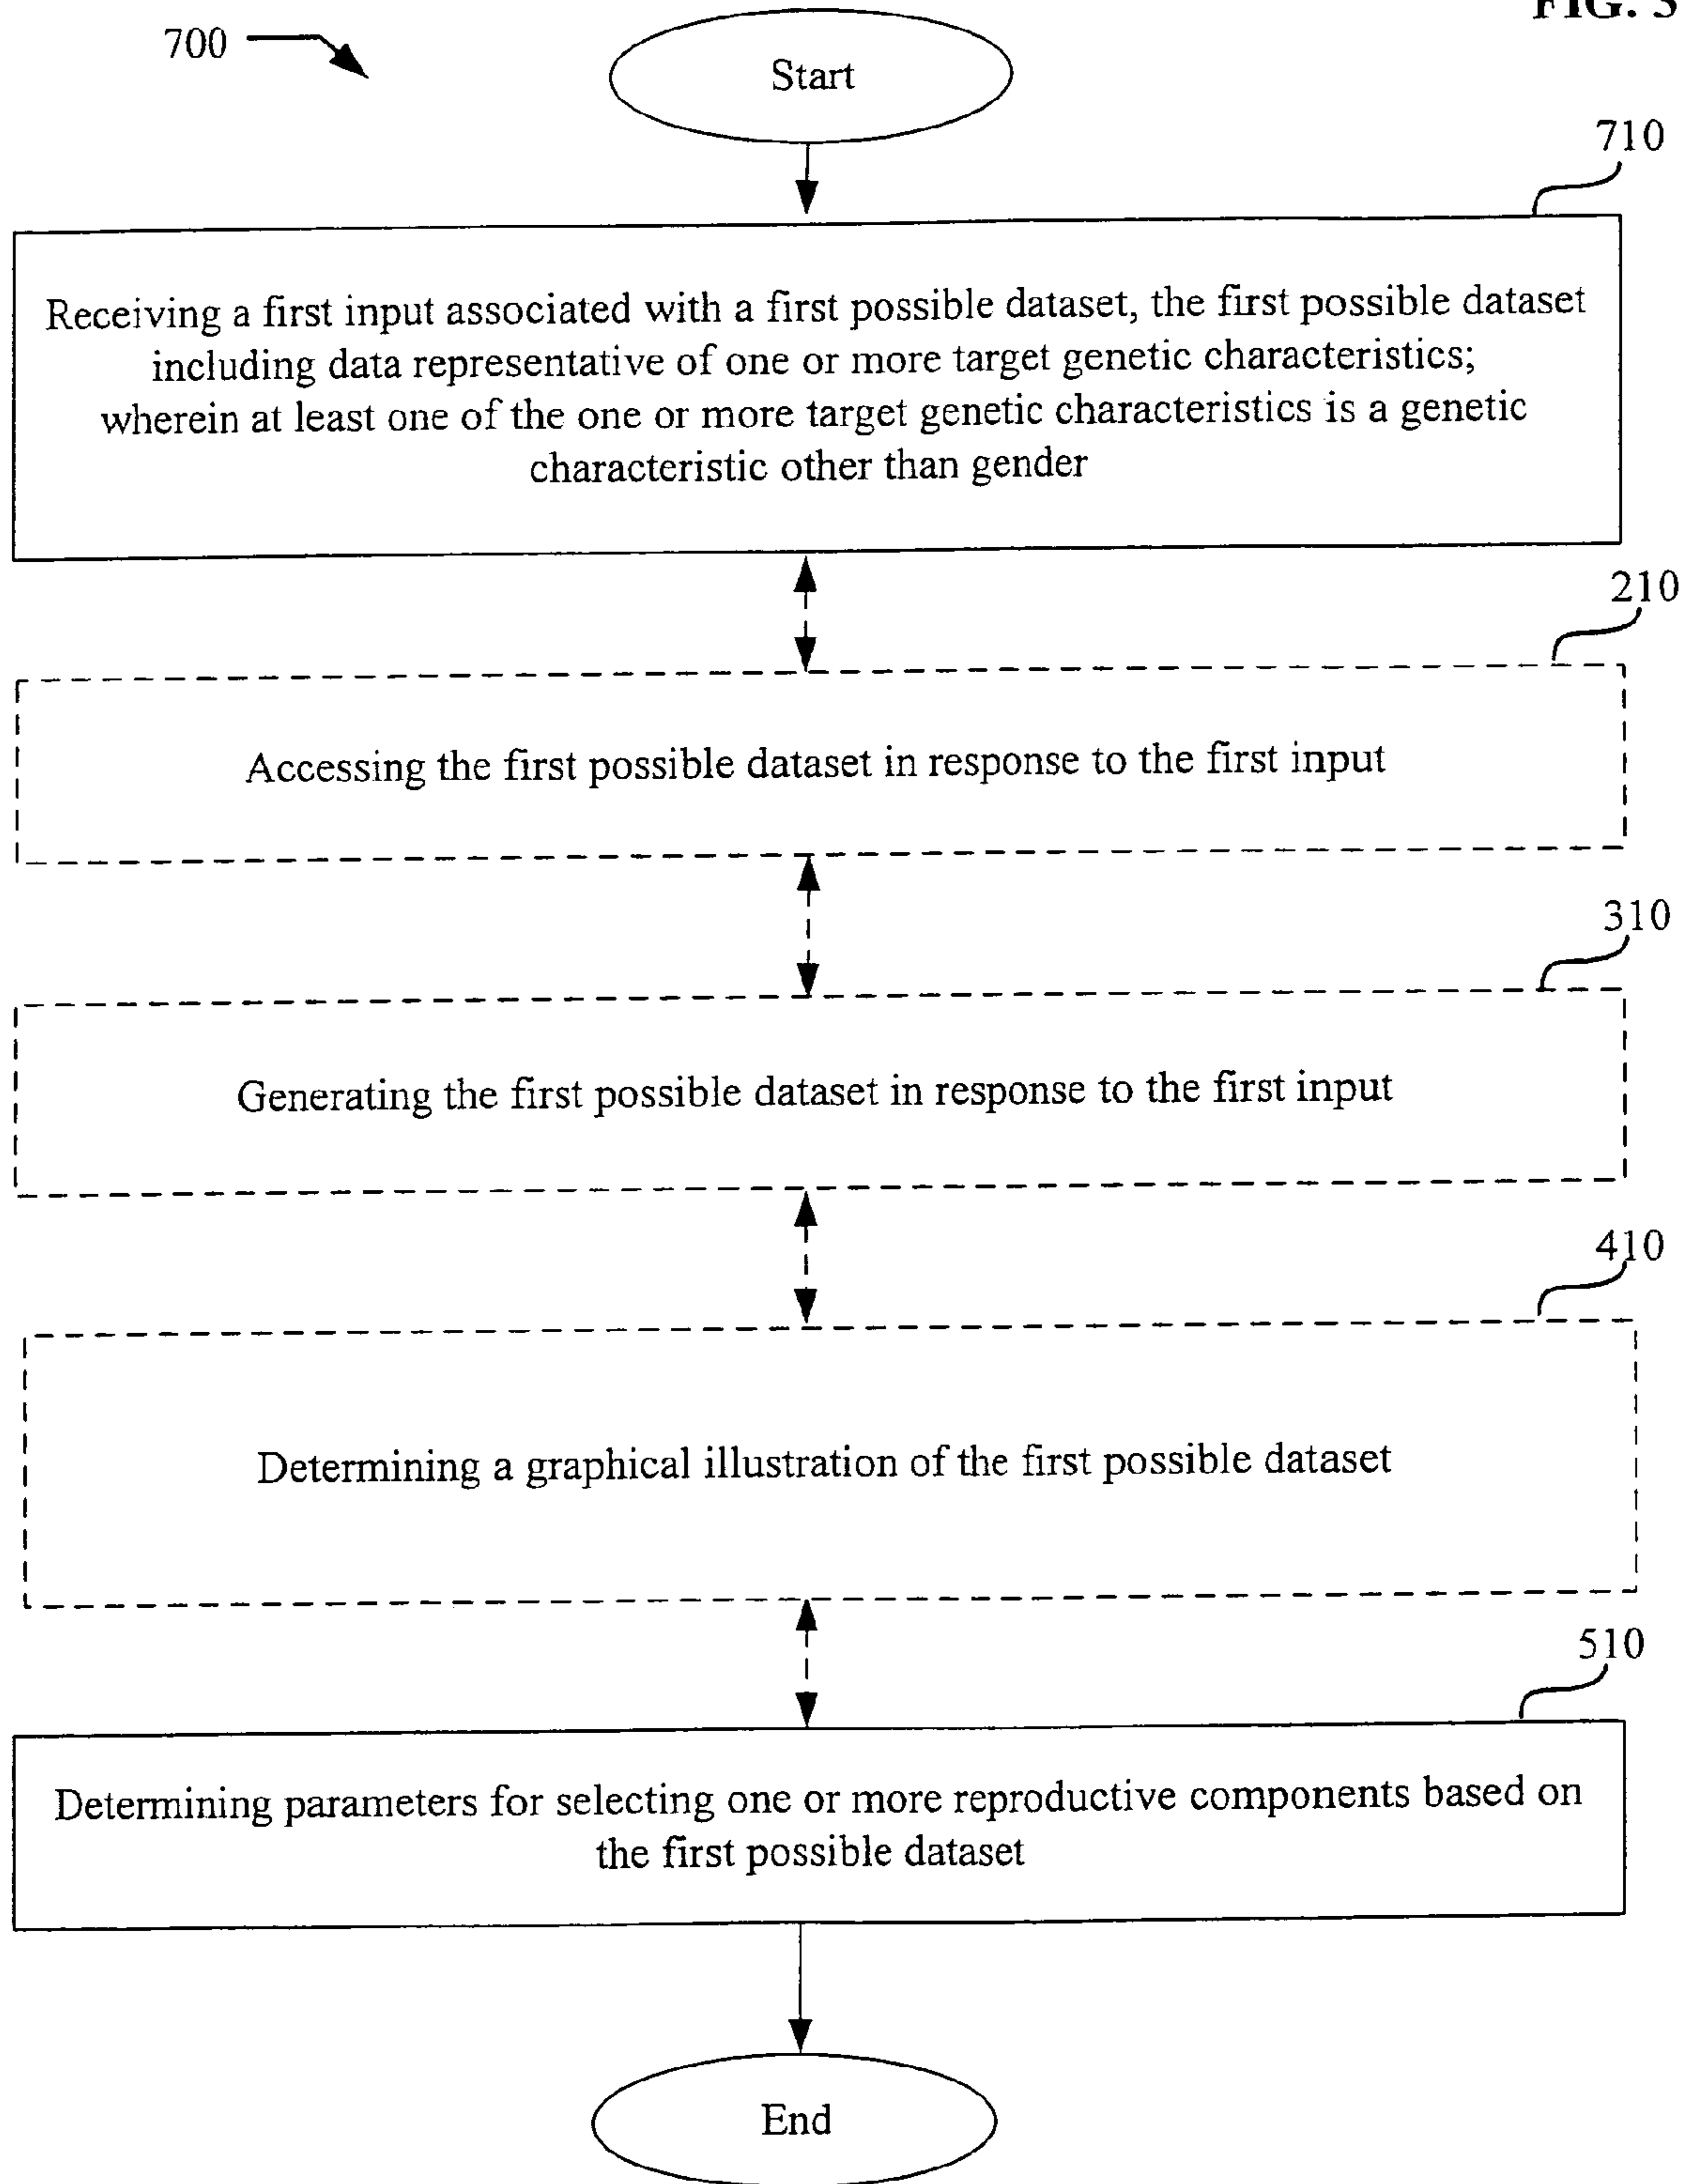 FIG. 3
700
Start
710
Receiving a first input associated with a first possible dataset, the first possible dataset
including data representative of one or more target genetic characteristics;
wherein at least one of the one or more target genetic characteristics is a genetic
characteristic other than gender
210
Accessing the first possible dataset in response to the first input
310
Generating the first possible dataset in response to the first input
410
Determining a graphical illustration of the first possible dataset
510
Determining parameters for selecting one or more reproductive components based on
the first possible dataset
End